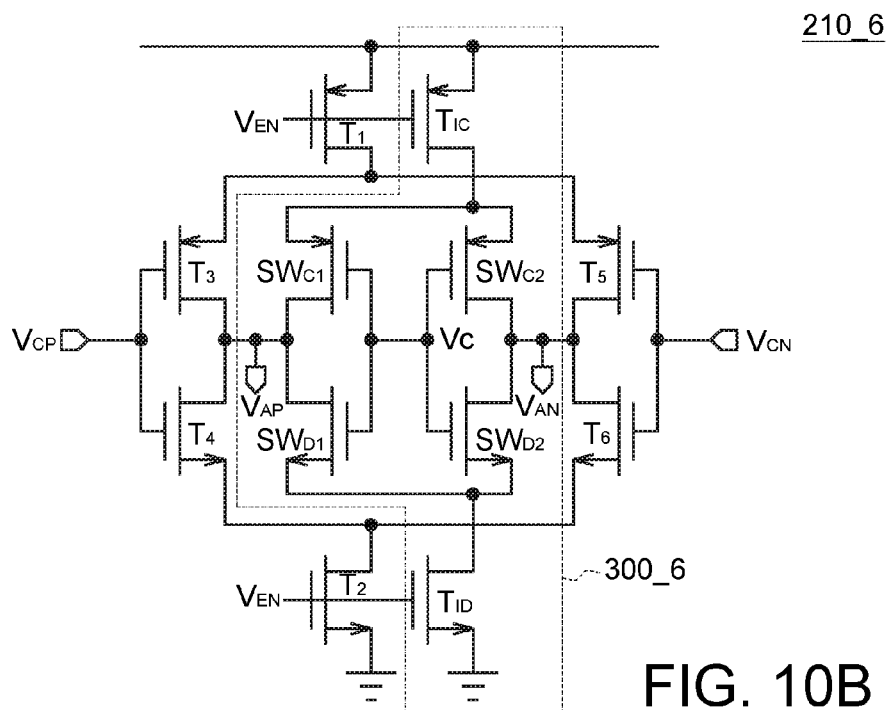 210_6
VEN
T1
TIC
T3
SWC1
SWC2
T5
VCP
VC
VCN
VAP
VAN
T4
SWD1
SWD2
T6
VEN
T2
TID
300_6
FIG. 10B